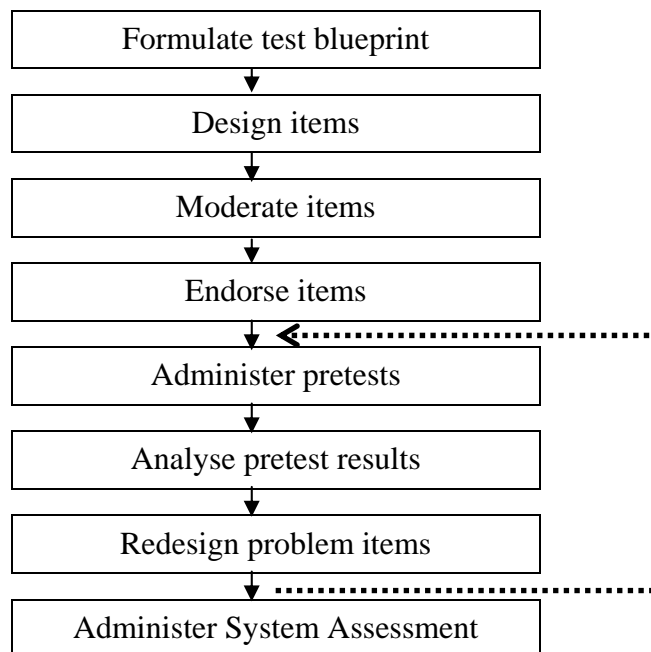 Formulate test blueprint
Design items
Moderate items
Endorse items
Administer pretests
Analyse pretest results
Redesign problem items
Administer System Assessment